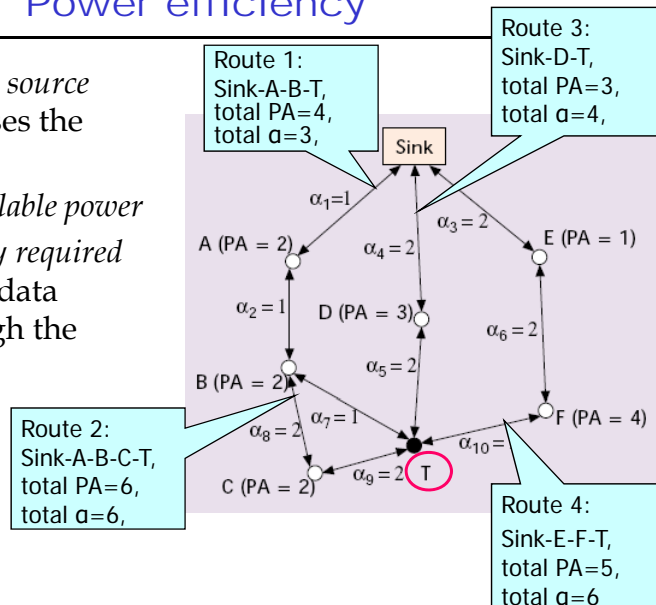 Power efficiency
source
ses the
lable power
y required
data
gh the
Route 1:
Sink-A-B-T,
total PA=4,
total α=3,
Route 3:
Sink-D-T,
total PA=3,
total α=4,
Sink
α1=1
α3 = 2
A (PA = 2)
α4 = 2
E (PA = 1)
α2 = 1
D (PA = 3)
α6 = 2
α5 = 2
B (PA = 2)
α8 = 2
α7 = 1
F (PA = 4)
α10 =
C (PA = 2)
α9 = 2
T
Route 2:
Sink-A-B-C-T,
total PA=6,
total α=6,
Route 4:
Sink-E-F-T,
total PA=5,
total α=6